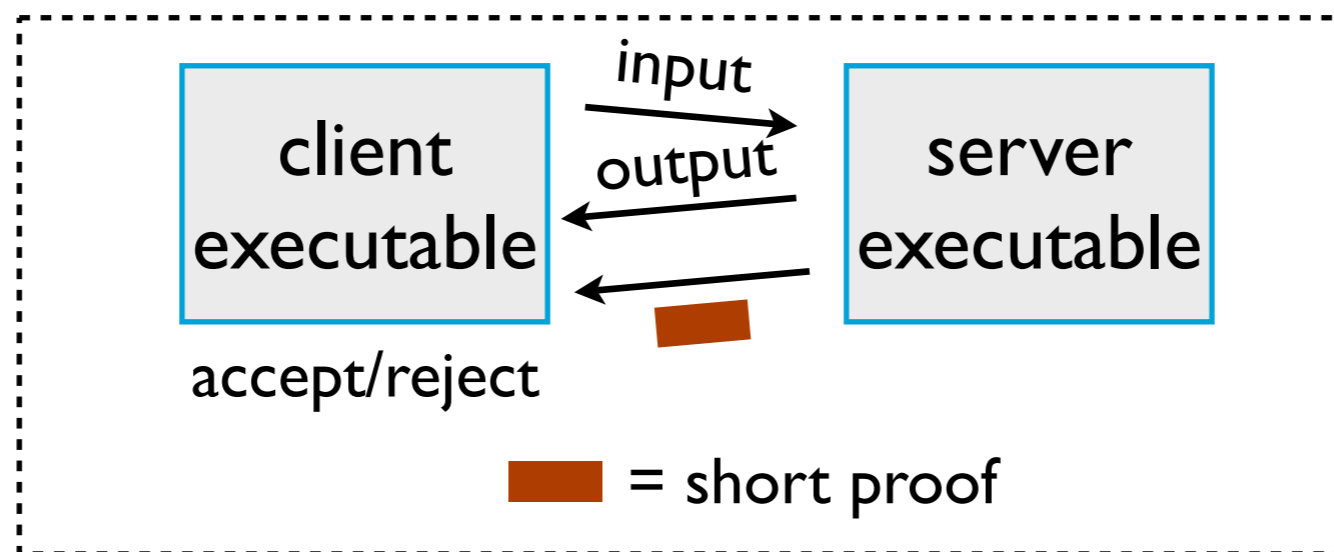 client
executable
input
output
server
executable
accept/reject
= short proof